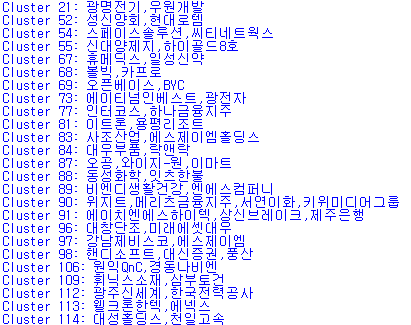 Cluster 21: 광명전기,우원개발
Cluster 52: 성신양회,현대로템
Cluster 54: 스페이스솔루션,씨티네트웍스
Cluster 55: 신대양제지,하이골드8호
Cluster 67: 휴메딕스,일성신약
Cluster 68: 볼빅,카프로
Cluster 69: 오픈베이스,BYC
Cluster 73: 에이티넘인베스트,광전자
Cluster 77: 인터코스,하나금융지주
Cluster 81: 이트론,용평리조트
Cluster 83: 사조산업,에스제이엠홀딩스
Cluster 84: 대우부품,락앤락
Cluster 87: 오공,와이지-원,이마트
Cluster 88: 동성화학,잇츠한불
Cluster 89: 비엔디생활건강,엔에스컴퍼니
Cluster 90: 위지트,메리츠금융지주,서연이화,키위미디어그룹
Cluster 91: 에이치엔에스하이텍,상신브레이크,제주은행
Cluster 96: 대창단조,미래에셋대우
Cluster 97: 강남제비스코,에스제이엠
Cluster 98: 핸디소프트,대신증권,풍산
Cluster 106: 원익QnC,경동나비엔
Cluster 109: 휘닉스소재,삼부토건
Cluster 112: 광주신세계,한국전력공사
Cluster 113: 웰크론한텍,에넥스
Cluster 114: 대성홀딩스,천일고속